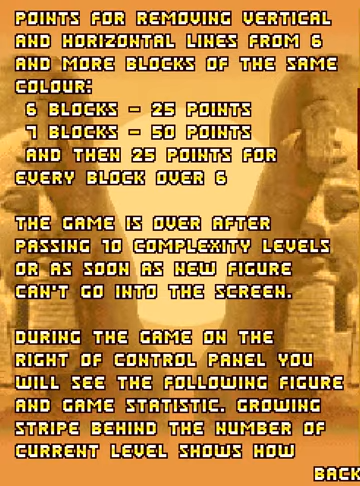 POINTS FOR REMOVING VERTICAL
AND HORIZONTAL LINES FROM 6
AND MORE BLOCKS OF THE SAME
COLOUR:
6 BLOCKS - 25 POINTS
7 BLOCKS - 50 POINTS
AND THEN 25 POINTS FOR
EVERY BLOCK OVER 6
THE GAME IS OVER AFTER
PASSING 10 COMPLEXITY LEVELS
OR AS SOON AS NEW FIGURE
CAN'T GO INTO THE SCREEN.
DURING THE GAME ON THE
RIGHT OF CONTROL PANEL YOU
WILL SEE THE FOLLOWING FIGURE
AND GAME STATISTIC. GROWING
STRIPE BEHIND THE NUMBER OF
CURRENT LEVEL SHOWS HOW
BACK